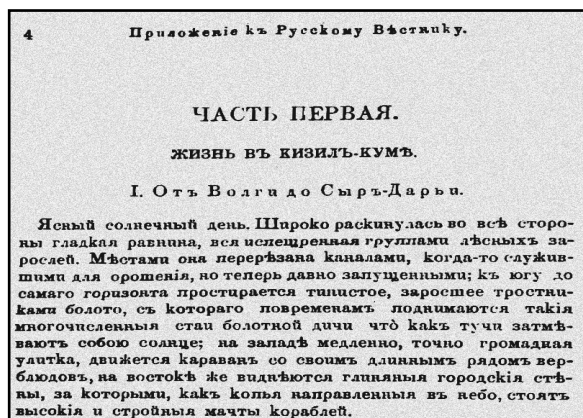 4 Приложеніе къ Русскому Вѣстнику.
ЧАСТЬ ПЕРВАЯ.
ЖИЗНЬ ВЪ КИЗИЛЪ-КУМѢ.
I. Отъ Волги до Сыръ-Дарьи.
Ясный солнечный день. Широко раскинулась во всѣ сторо-
ны гладкая равнина, вся испещренная группами лѣсныхъ за-
рослей. Мѣстами она перерѣзана каналами, когда-то служив-
шими для орошенія, но теперь давно запущенными; къ югу до
самаго горизонта простирается тинистое, заросшее тростни-
ками болото, съ котораго повременамъ поднимаются такія
многочисленныя стаи болотной дичи что̀ какъ тучи затмѣ-
ваютъ собою солнце; на западѣ медленно, точно громадная
улитка, движется караванъ со своимъ длиннымъ рядомъ вер-
блюдовъ, на востокѣ же виднѣются глиняныя городскія стѣ-
ны, за которыми, какъ копья направленныя въ небо, стоятъ
высокія и стройныя мачты кораблей.